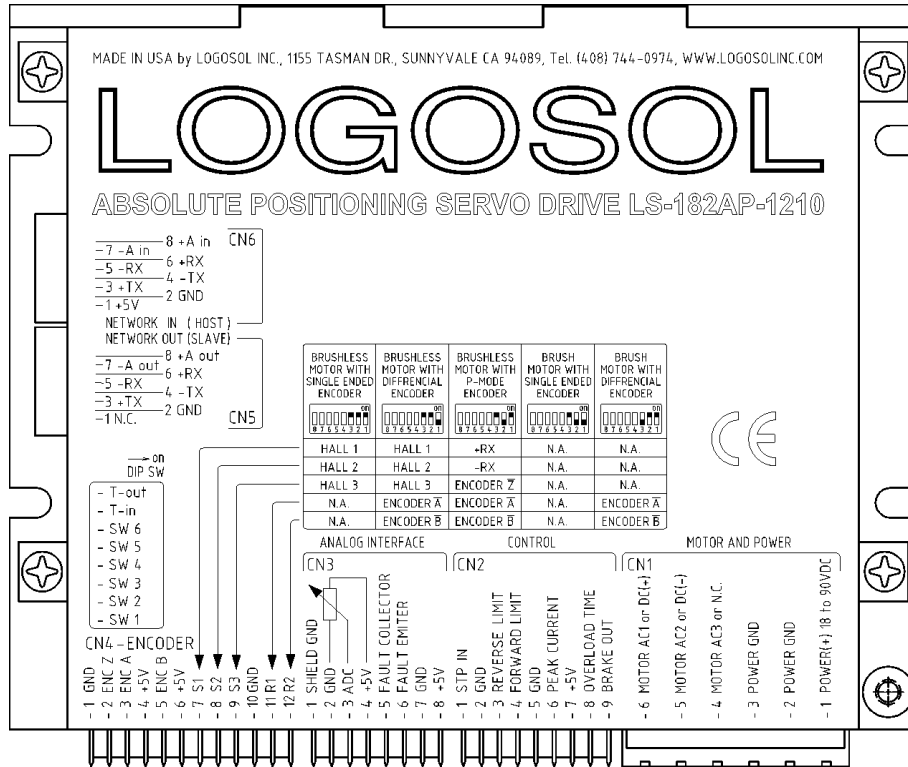 MADE IN USA by LOGOSOL INC., 1155 TASMAN DR., SUNNYVALE CA 94089, Tel. (408) 744-0974, WWW.LOGOSOLINC.COM
LOGOSOL
ABSOLUTE POSITIONING SERVO DRIVE LS-182AP-1210
CN6
8 +A in
-7 -A in
6 +RX
-5 -RX
4 -TX
-3 +TX
2 GND
-1 +5V
NETWORK IN (HOST)
NETWORK OUT (SLAVE)
8 +A out
-7 -A out
6 +RX
-5 -RX
4 -TX
-3 +TX
2 GND
-1 N.C.
CN5
BRUSHLESS MOTOR WITH SINGLE ENDED ENCODER
BRUSHLESS MOTOR WITH DIFFRENCIAL ENCODER
BRUSHLESS MOTOR WITH P-MODE ENCODER
BRUSH MOTOR WITH SINGLE ENDED ENCODER
BRUSH MOTOR WITH DIFFRENCIAL ENCODER
on on on on on
87654321 87654321 87654321 87654321 87654321
HALL 1 HALL 1 +RX N.A. N.A.
HALL 2 HALL 2 -RX N.A. N.A.
HALL 3 HALL 3 ENCODER Z̅ N.A. N.A.
N.A. ENCODER A̅ ENCODER A̅ N.A. ENCODER A̅
N.A. ENCODER B̅ ENCODER B̅ N.A. ENCODER B̅
on
DIP SW
- T-out
- T-in
- SW 6
- SW 5
- SW 4
- SW 3
- SW 2
- SW 1
CN4-ENCODER
- 1 GND
- 2 ENC Z
- 3 ENC A
- 4 +5V
- 5 ENC B
- 6 +5V
- 7 S1
- 8 S2
- 9 S3
- 10 GND
- 11 R1
- 12 R2
ANALOG INTERFACE
CN3
- 1 SHIELD GND
- 2 GND
- 3 ADC
- 4 +5V
- 5 FAULT COLLECTOR
- 6 FAULT EMITER
- 7 GND
- 8 +5V
CONTROL
CN2
- 1 STP IN
- 2 GND
- 3 REVERSE LIMIT
- 4 FORWARD LIMIT
- 5 GND
- 6 PEAK CURRENT
- 7 +5V
- 8 OVERLOAD TIME
- 9 BRAKE OUT
MOTOR AND POWER
CN1
- 6 MOTOR AC1 or DC(+)
- 5 MOTOR AC2 or DC(-)
- 4 MOTOR AC3 or N.C.
- 3 POWER GND
- 2 POWER GND
- 1 POWER(+) 18 to 90VDC
CE